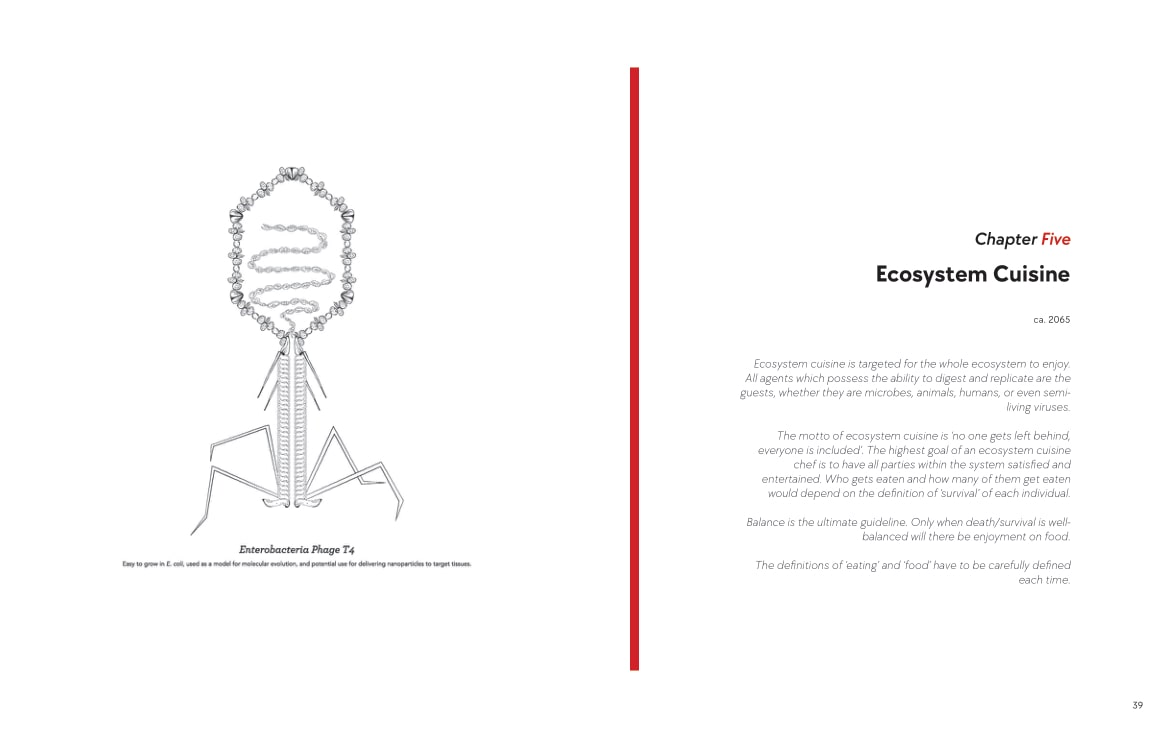 Enterobacteria Phage T4
Easy to grow in E. coli, used as a model for molecular evolution, and potential use for delivering nanoparticles to target tissues.
Chapter Five
Ecosystem Cuisine
ca. 2065
Ecosystem cuisine is targeted for the whole ecosystem to enjoy.
All agents which possess the ability to digest and replicate are the
guests, whether they are microbes, animals, humans, or even semi-
living viruses.
The motto of ecosystem cuisine is 'no one gets left behind,
everyone is included'. The highest goal of an ecosystem cuisine
chef is to have all parties within the system satisfied and
entertained. Who gets eaten and how many of them get eaten
would depend on the definition of 'survival' of each individual.
Balance is the ultimate guideline. Only when death/survival is well-
balanced will there be enjoyment on food.
The definitions of 'eating' and 'food' have to be carefully defined
each time.
39